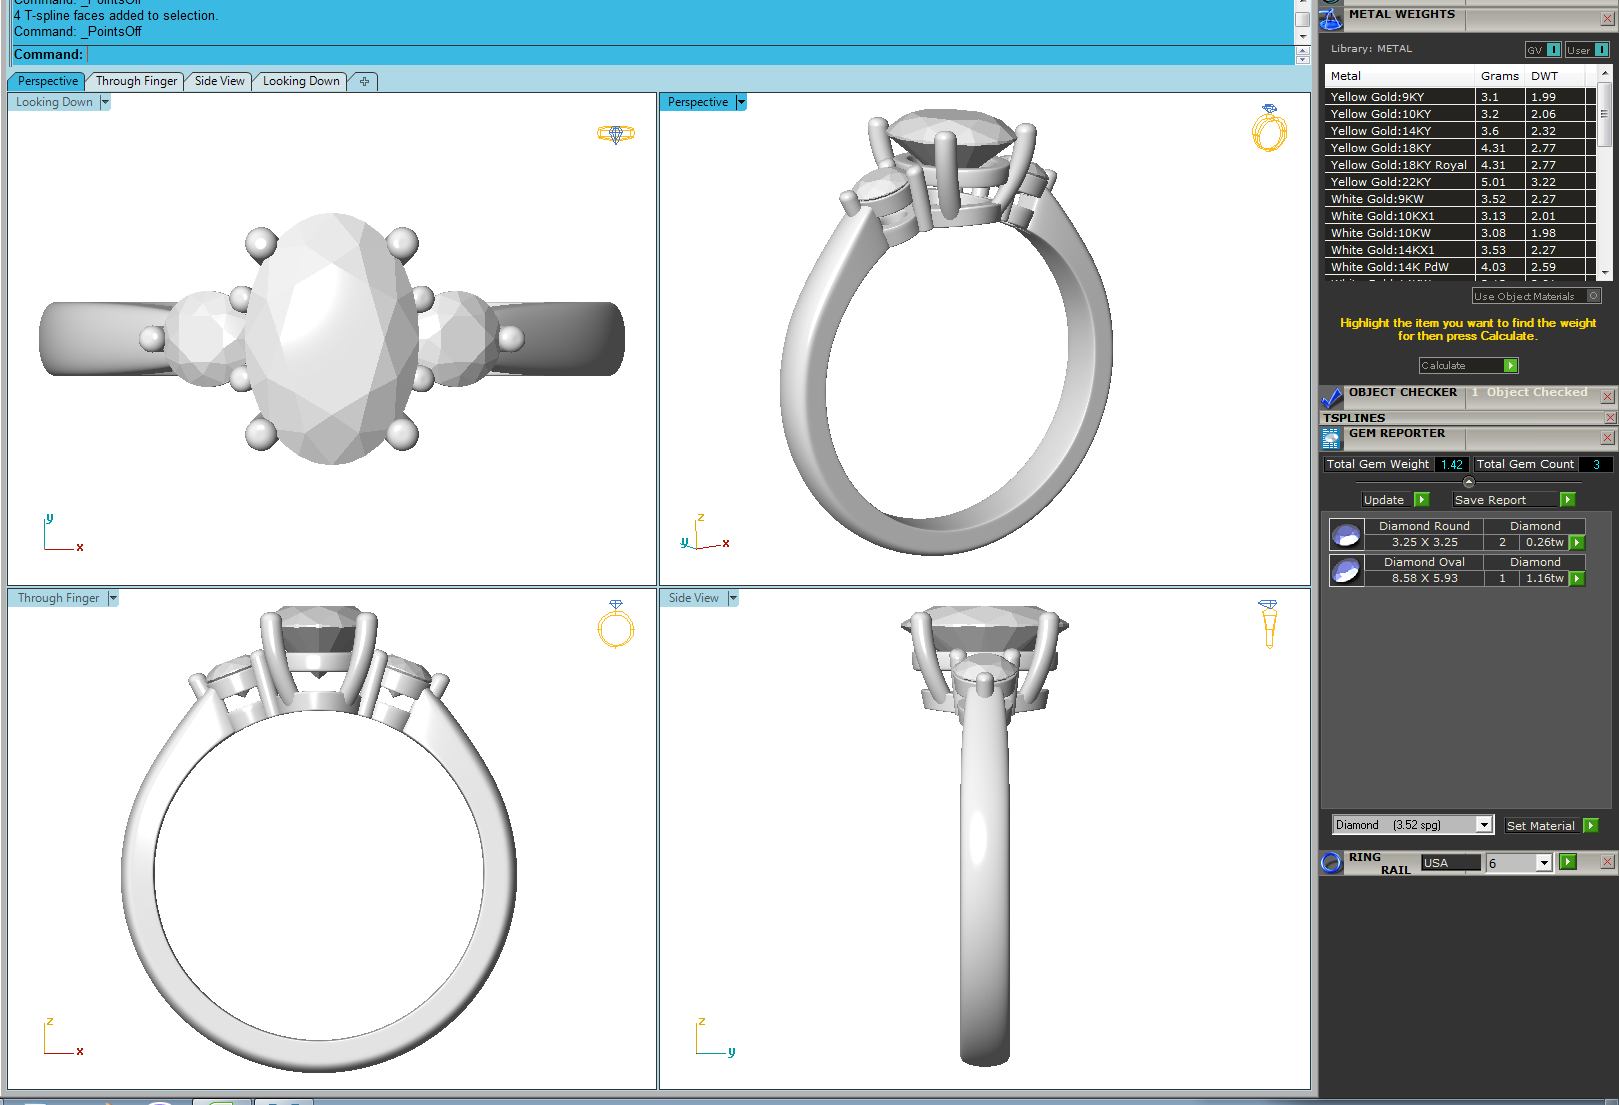 Command: _PointsOff
4 T-spline faces added to selection.
Command: _PointsOff
Command:
Perspective
Through Finger
Side View
Looking Down
Looking Down
Perspective
y
x
z
y
x
Through Finger
Side View
z
x
z
y
METAL WEIGHTS
Library: METAL
GV
User
Metal Grams DWT
Yellow Gold:9KY 3.1 1.99
Yellow Gold:10KY 3.2 2.06
Yellow Gold:14KY 3.6 2.32
Yellow Gold:18KY 4.31 2.77
Yellow Gold:18KY Royal 4.31 2.77
Yellow Gold:22KY 5.01 3.22
White Gold:9KW 3.52 2.27
White Gold:10KX1 3.13 2.01
White Gold:10KW 3.08 1.98
White Gold:14KX1 3.53 2.27
White Gold:14K PdW 4.03 2.59
Use Object Materials
Highlight the item you want to find the weight
for then press Calculate.
Calculate
OBJECT CHECKER 1 Object Checked
TSPLINES
GEM REPORTER
Total Gem Weight 1.42 Total Gem Count 3
Update Save Report
Diamond Round Diamond
3.25 X 3.25 2 0.26tw
Diamond Oval Diamond
8.58 X 5.93 1 1.16tw
Diamond (3.52 spg) Set Material
RING
RAIL USA 6